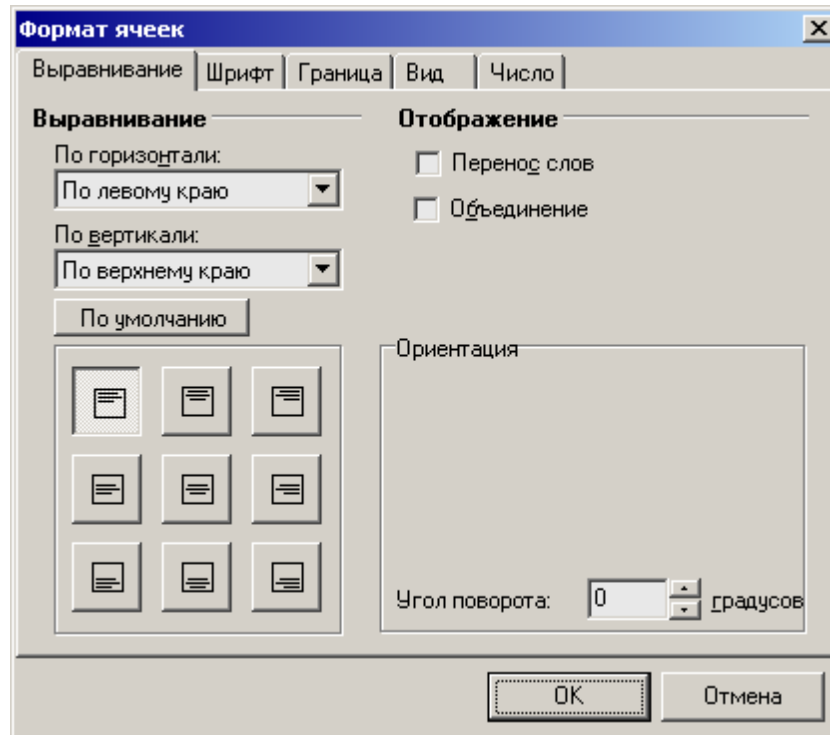 Формат ячеек
Выравнивание Шрифт Граница Вид Число
Выравнивание
По горизонтали:
По левому краю
По вертикали:
По верхнему краю
По умолчанию
Отображение
Перенос слов
Объединение
Ориентация
Угол поворота: 0 градусов
OK Отмена